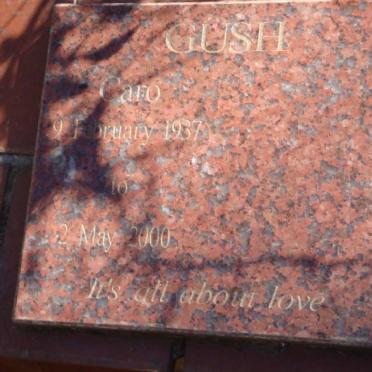 GUSH
Caro
9 February 1937
to
2 May 2000
It's all about love